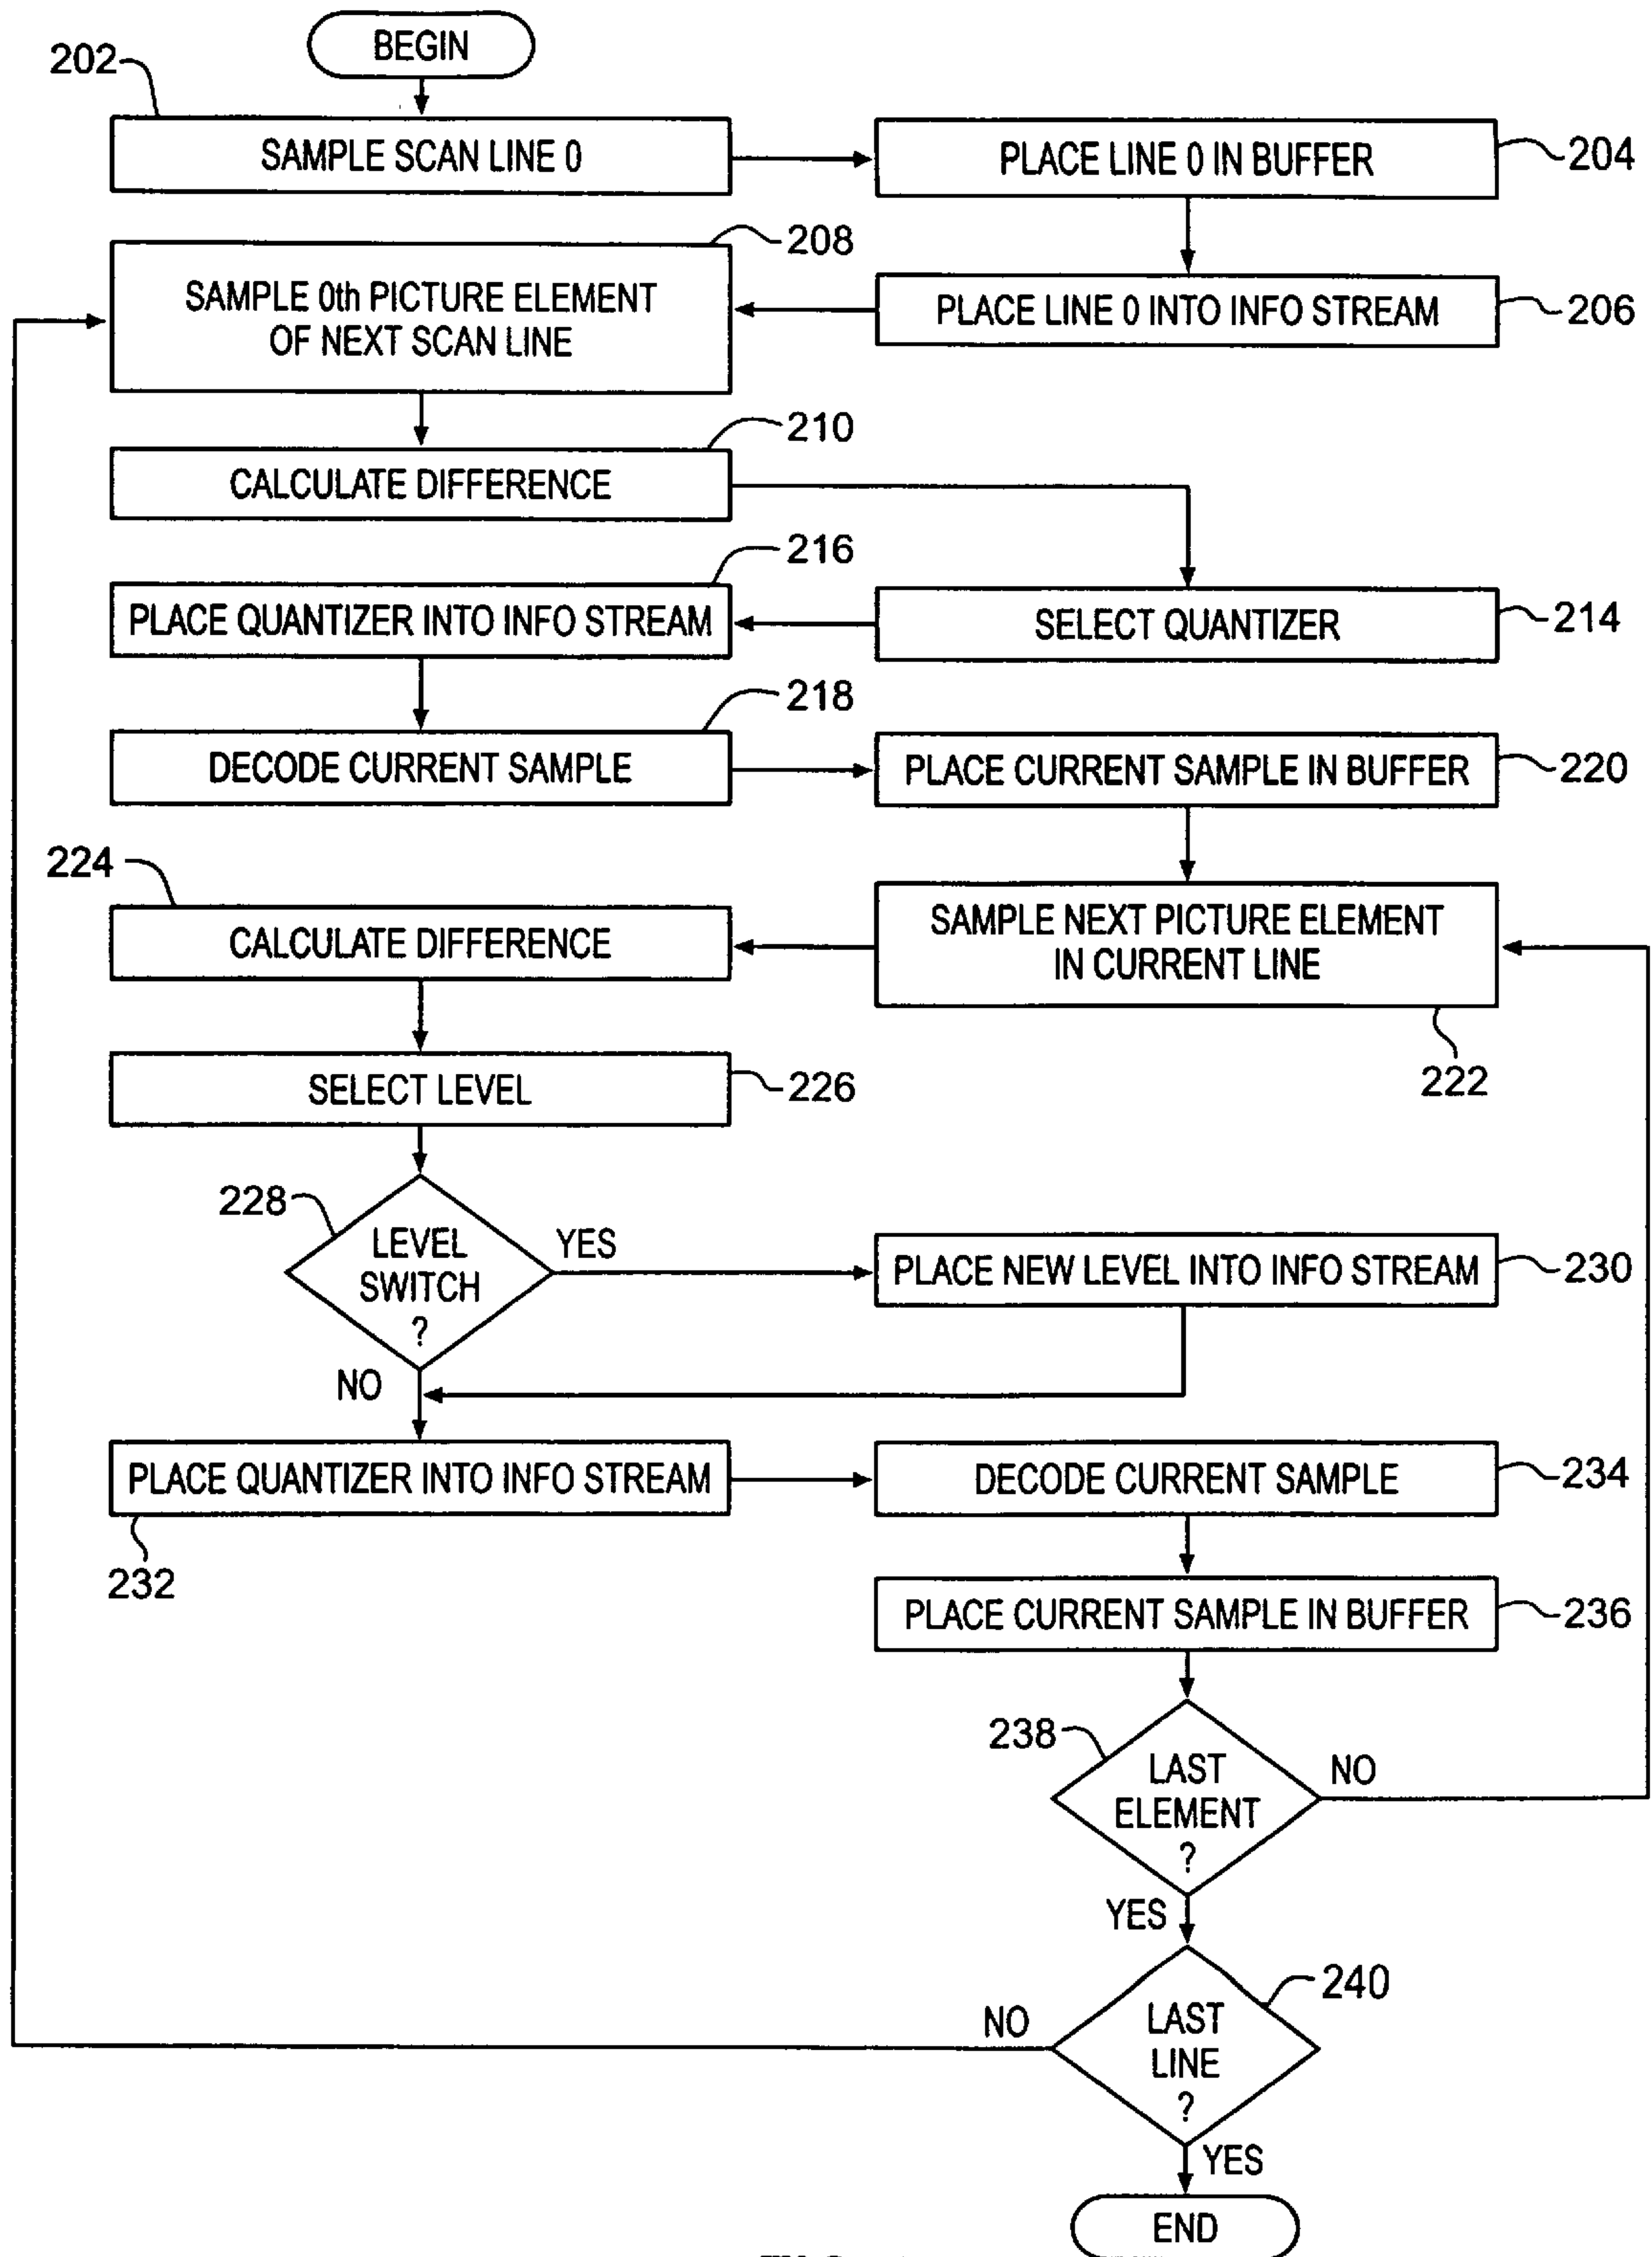 BEGIN
202
SAMPLE SCAN LINE 0
PLACE LINE 0 IN BUFFER
204
208
SAMPLE 0th PICTURE ELEMENT
OF NEXT SCAN LINE
PLACE LINE 0 INTO INFO STREAM
206
210
CALCULATE DIFFERENCE
216
PLACE QUANTIZER INTO INFO STREAM
SELECT QUANTIZER
214
218
DECODE CURRENT SAMPLE
PLACE CURRENT SAMPLE IN BUFFER
220
224
CALCULATE DIFFERENCE
SAMPLE NEXT PICTURE ELEMENT
IN CURRENT LINE
222
SELECT LEVEL
226
228
LEVEL
SWITCH
?
YES
PLACE NEW LEVEL INTO INFO STREAM
230
NO
PLACE QUANTIZER INTO INFO STREAM
232
DECODE CURRENT SAMPLE
234
PLACE CURRENT SAMPLE IN BUFFER
236
238
LAST
ELEMENT
?
NO
YES
240
LAST
LINE
?
NO
YES
END